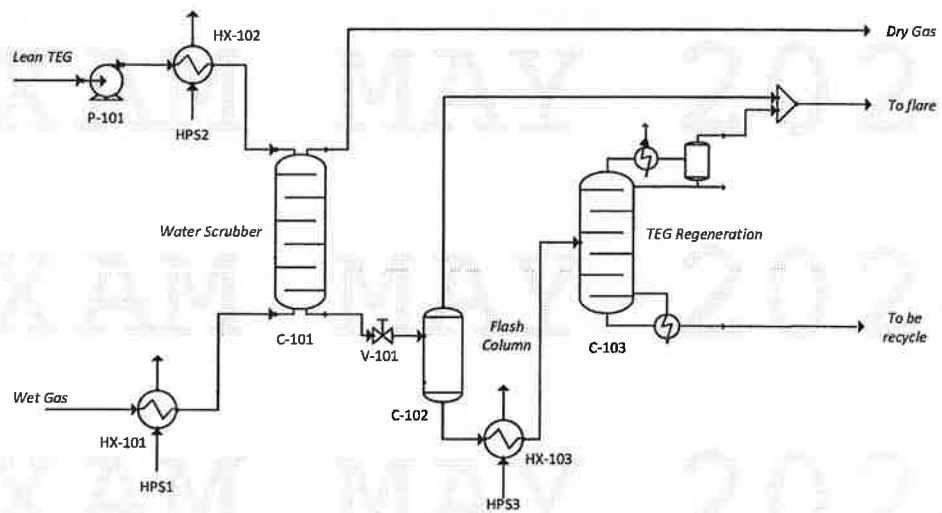 HX-102
Dry Gas
Lean TEG
P-101
To flare
HPS2
Water Scrubber
TEG Regeneration
C-101
V-101
Flash
Column
C-103
To be
recycle
Wet Gas
C-102
HX-101
HX-103
HPS1
HPS3